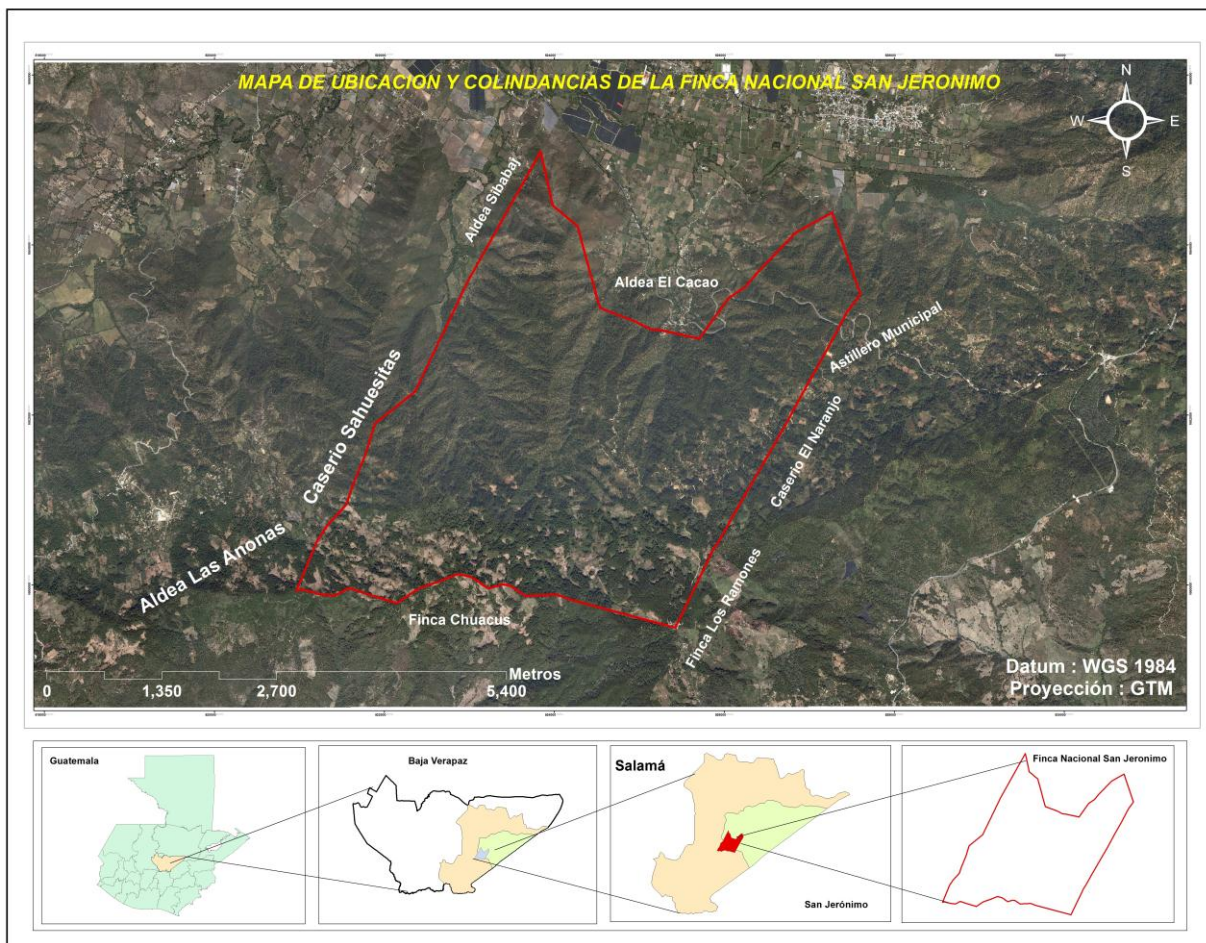 MAPA DE UBICACION Y COLINDANCIAS DE LA FINCA NACIONAL SAN JERONIMO
N
W
E
S
Aldea Sibabaj
Aldea El Cacao
Astillero Municipal
Caserio Sahuesitas
Caserio El Naranjo
Aldea Las Anonas
Finca Los Ramones
Finca Chuacus
Metros
0
1,350
2,700
5,400
Datum : WGS 1984
Proyección : GTM
Guatemala
Baja Verapaz
Salamá
San Jerónimo
Finca Nacional San Jeronimo